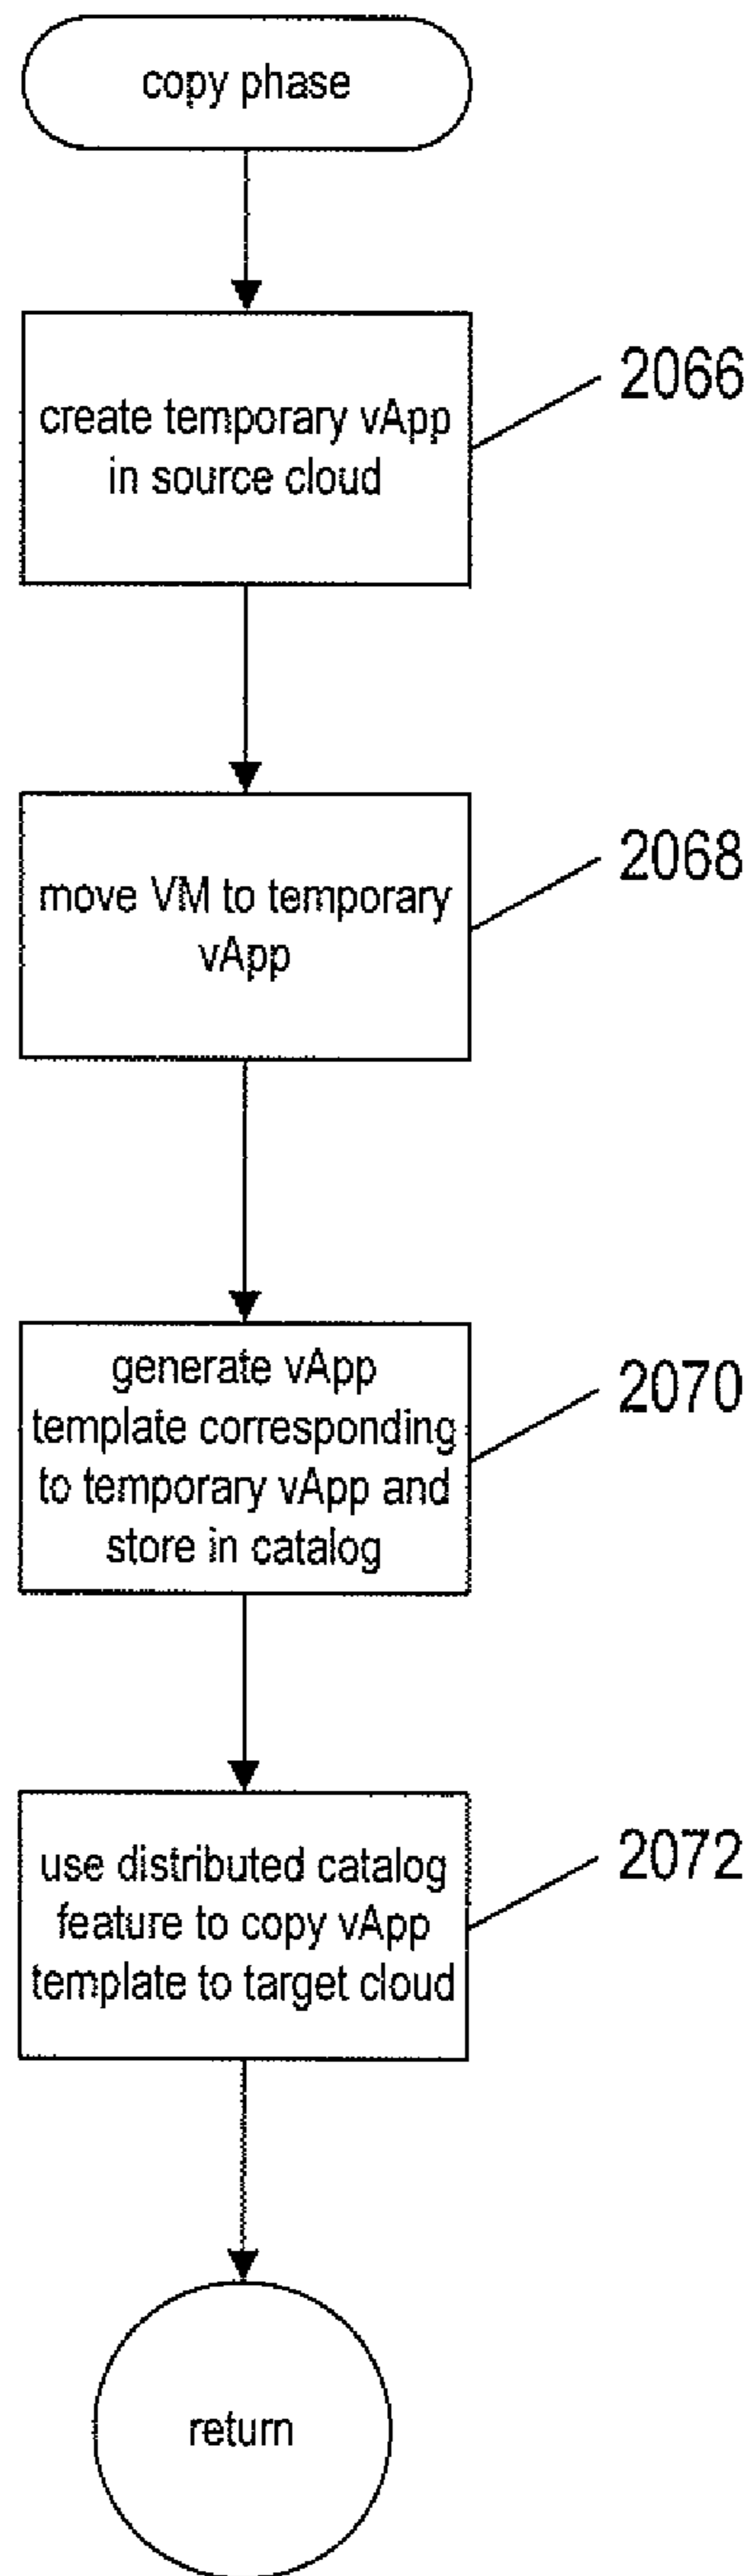 copy phase
create temporary vApp
in source cloud
2066
move VM to temporary
vApp
2068
generate vApp
template corresponding
to temporary vApp and
store in catalog
2070
use distributed catalog
feature to copy vApp
template to target cloud
2072
return